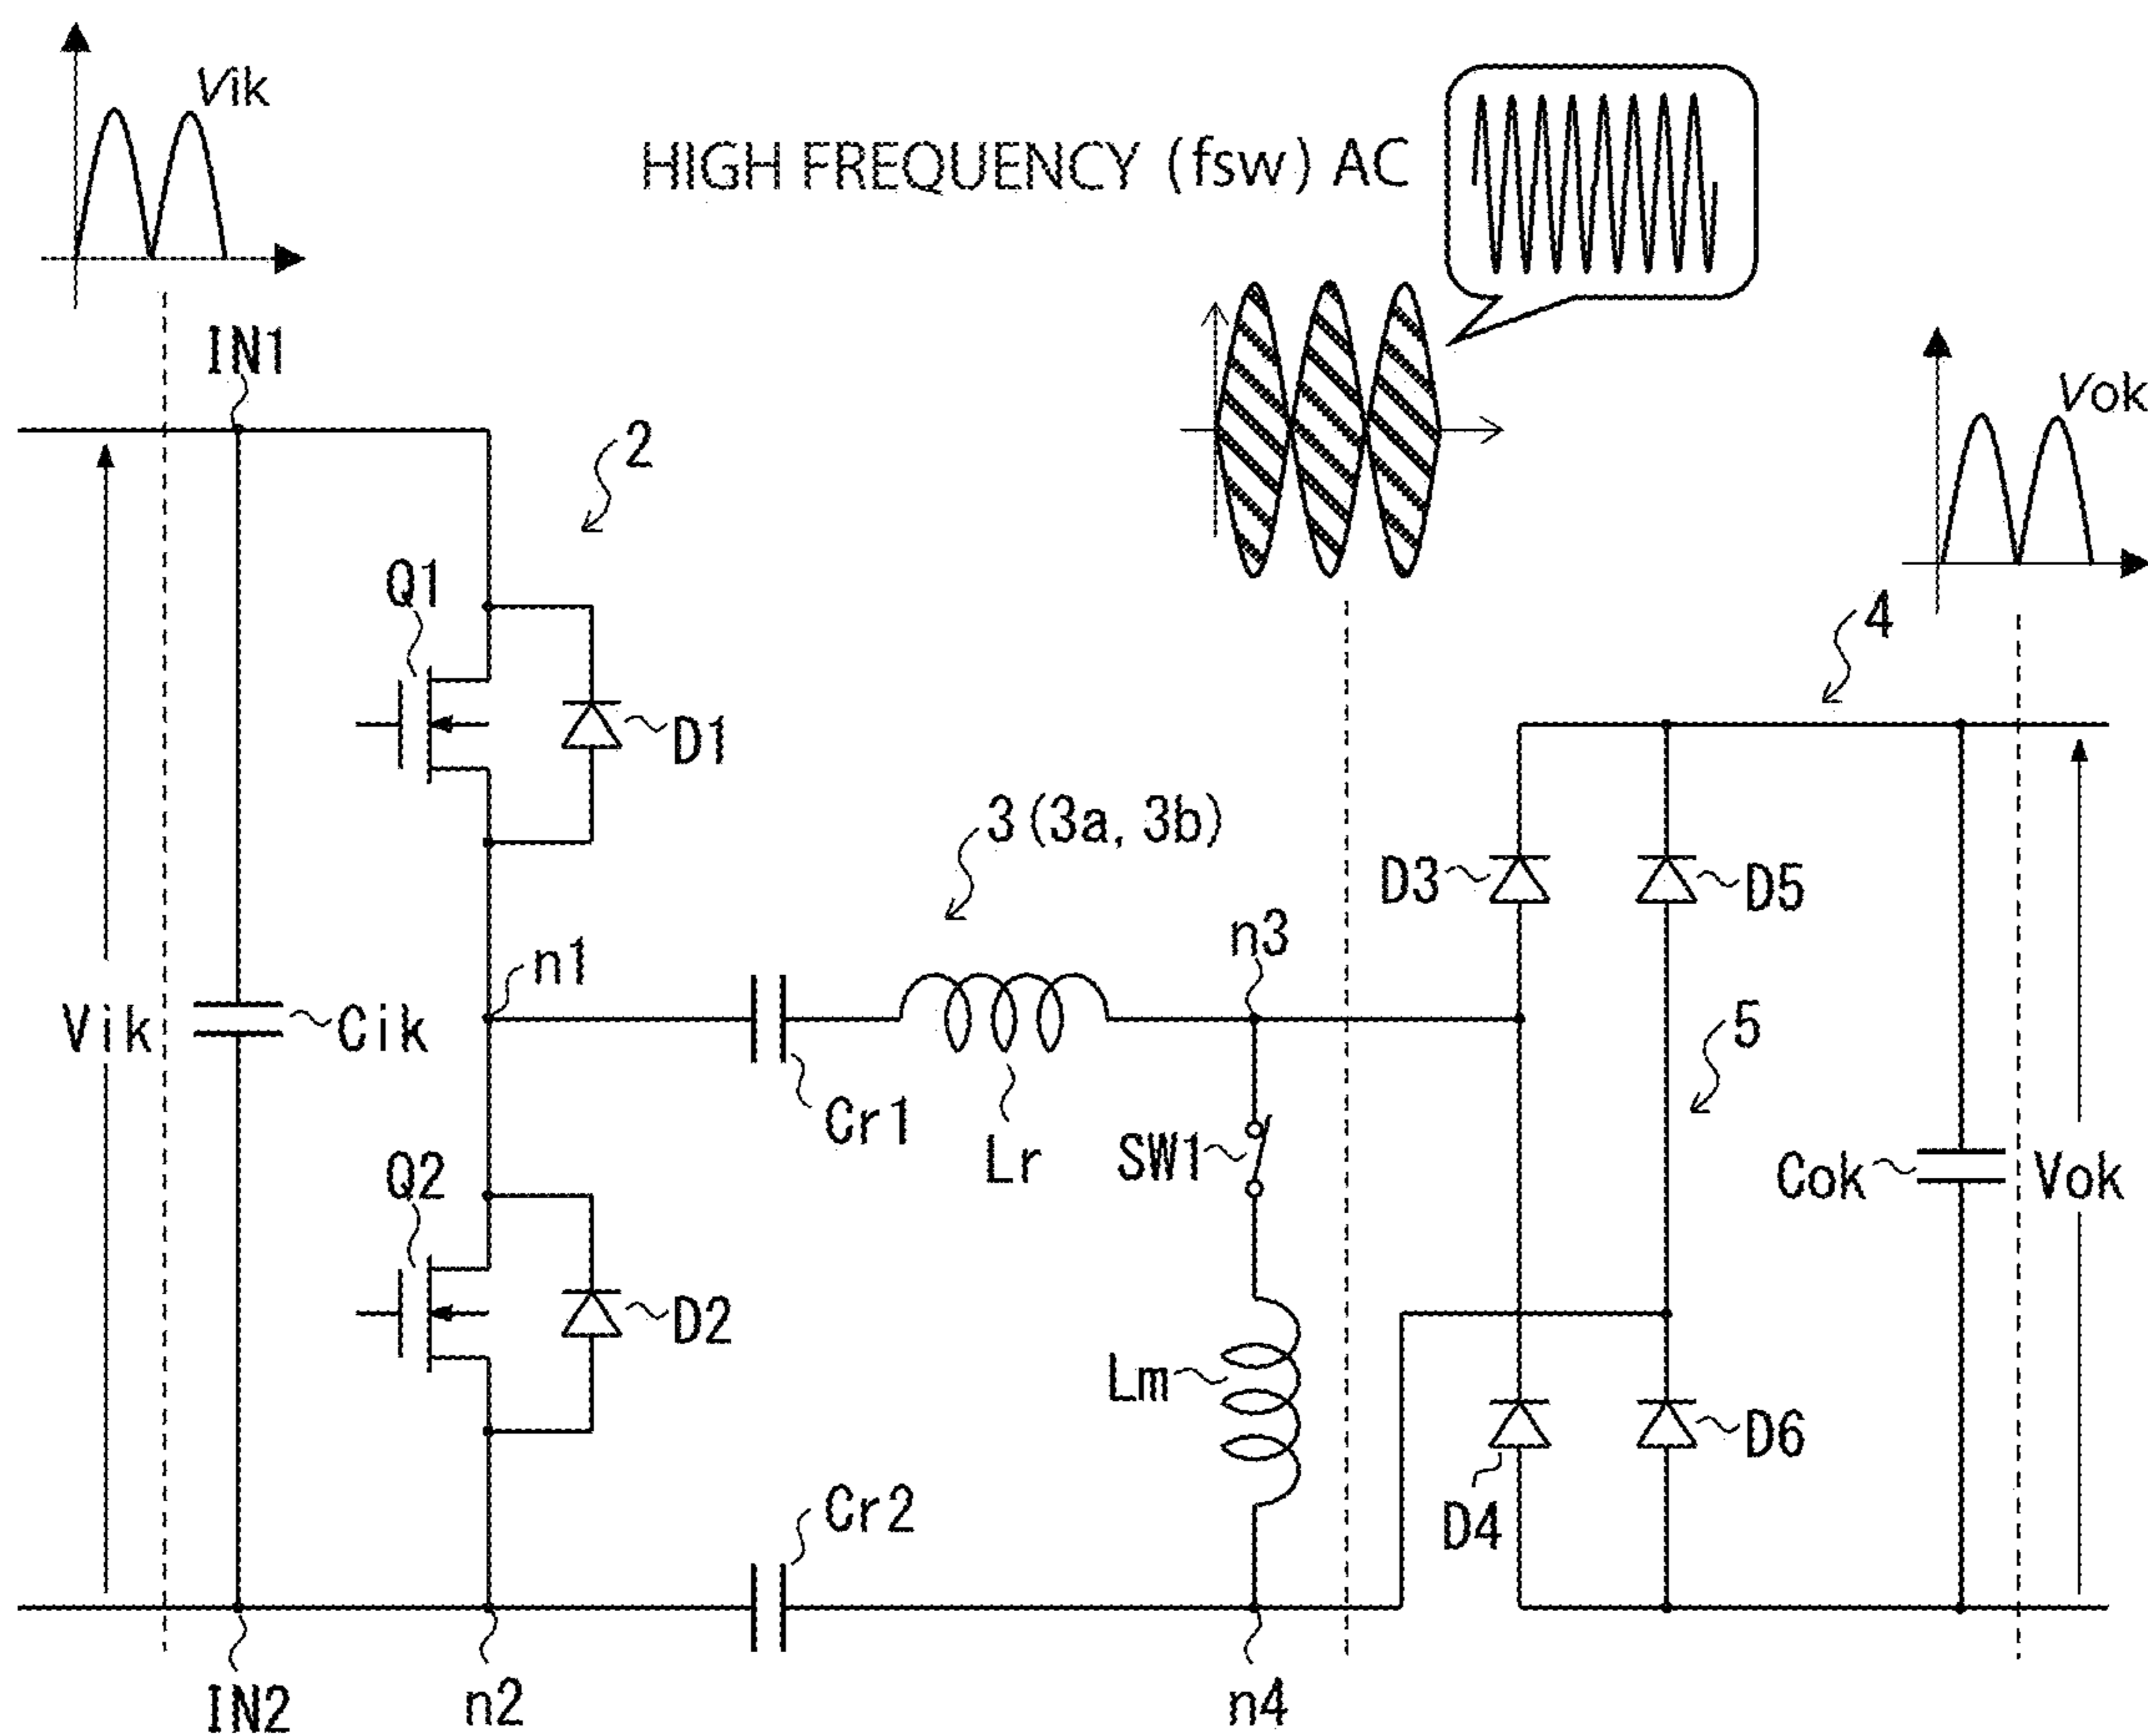 Vik
HIGH FREQUENCY (fsw) AC
IN1
2
Vok
Q1
4
D1
3(3a, 3b)
D3
D5
n1
n3
Vik
Cik
5
Cr1
Lr
SW1
Q2
Cok
Vok
D2
Lm
D6
Cr2
D4
IN2
n2
n4